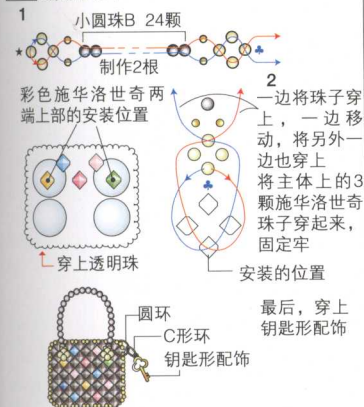 1
小圆珠B 24颗
制作2根
彩色施华洛世奇两
端上部的安装位置
穿上透明珠
2
一边将珠子穿
上，一边移
动，将另外一
边也穿上
将主体上的3
颗施华洛世奇
珠子穿起来，
固定牢
安装的位置
圆环
C形环
钥匙形配饰
最后，穿上
钥匙形配饰